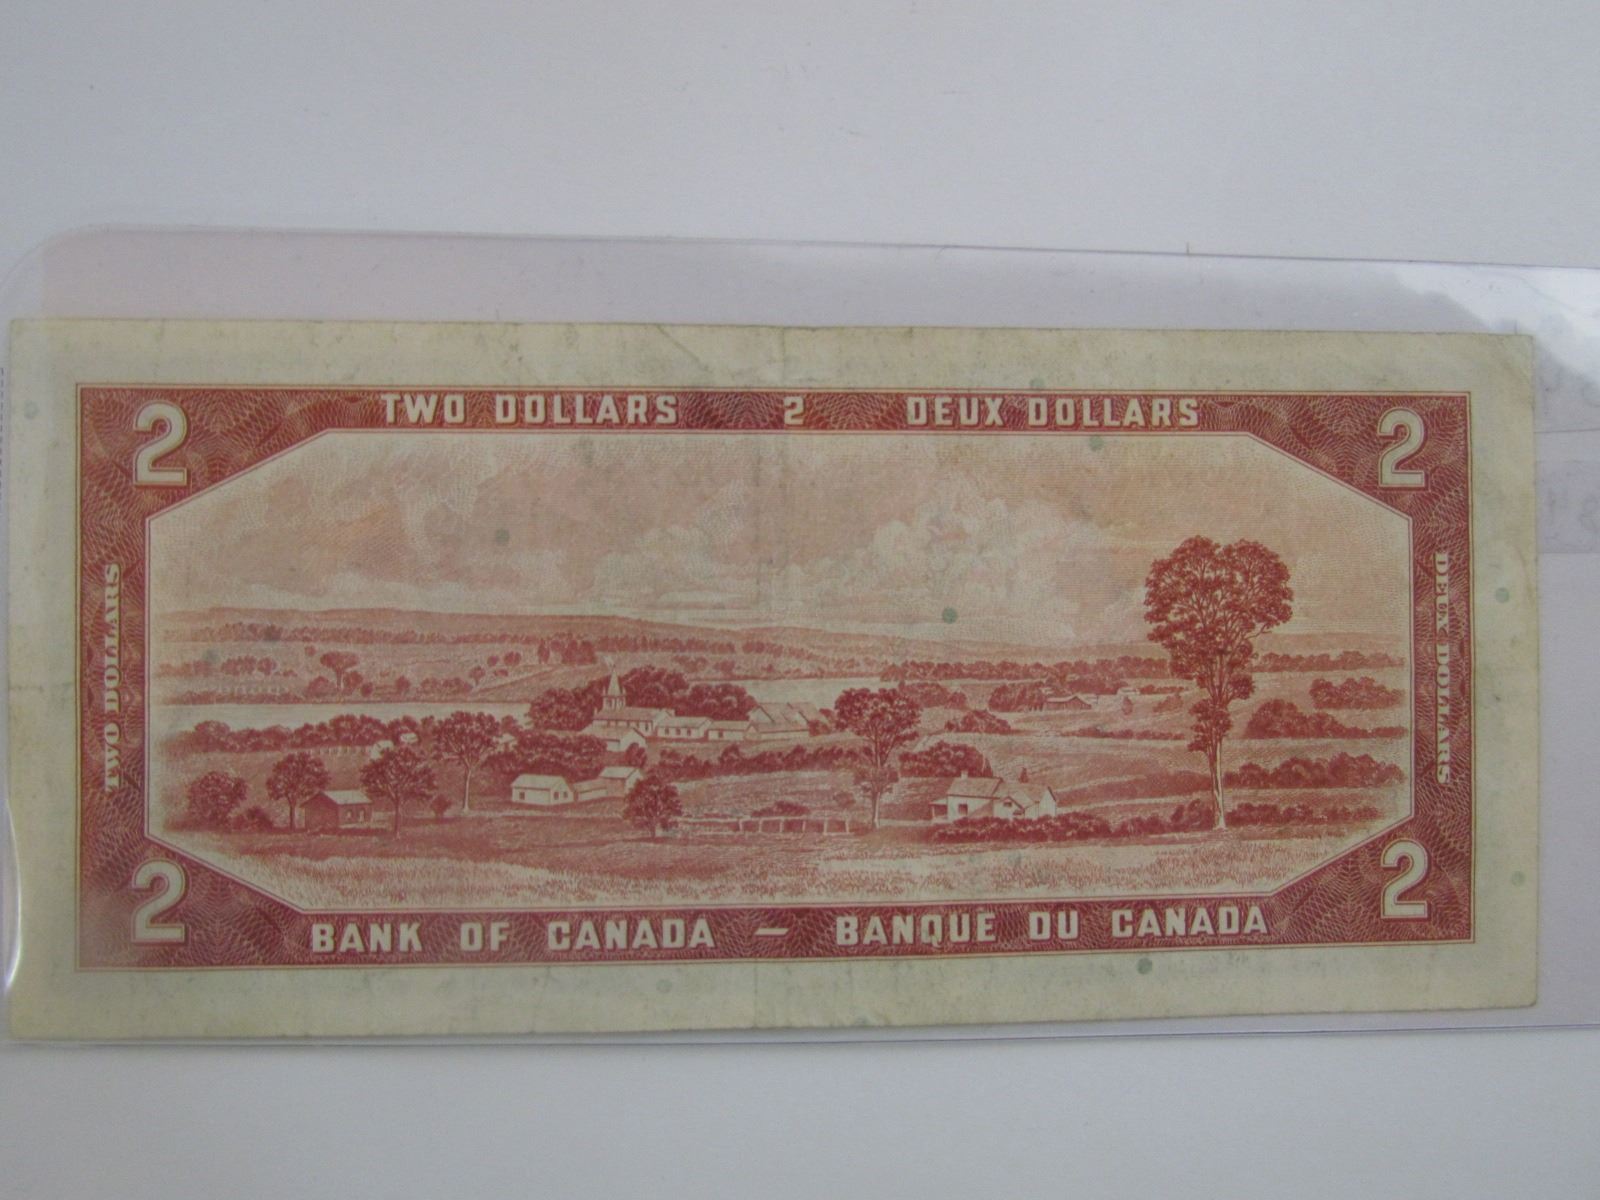 TWO DOLLARS 2 DEUX DOLLARS
2 2
TWO DOLLARS
DEUX DOLLARS
2 2
BANK OF CANADA — BANQUE DU CANADA